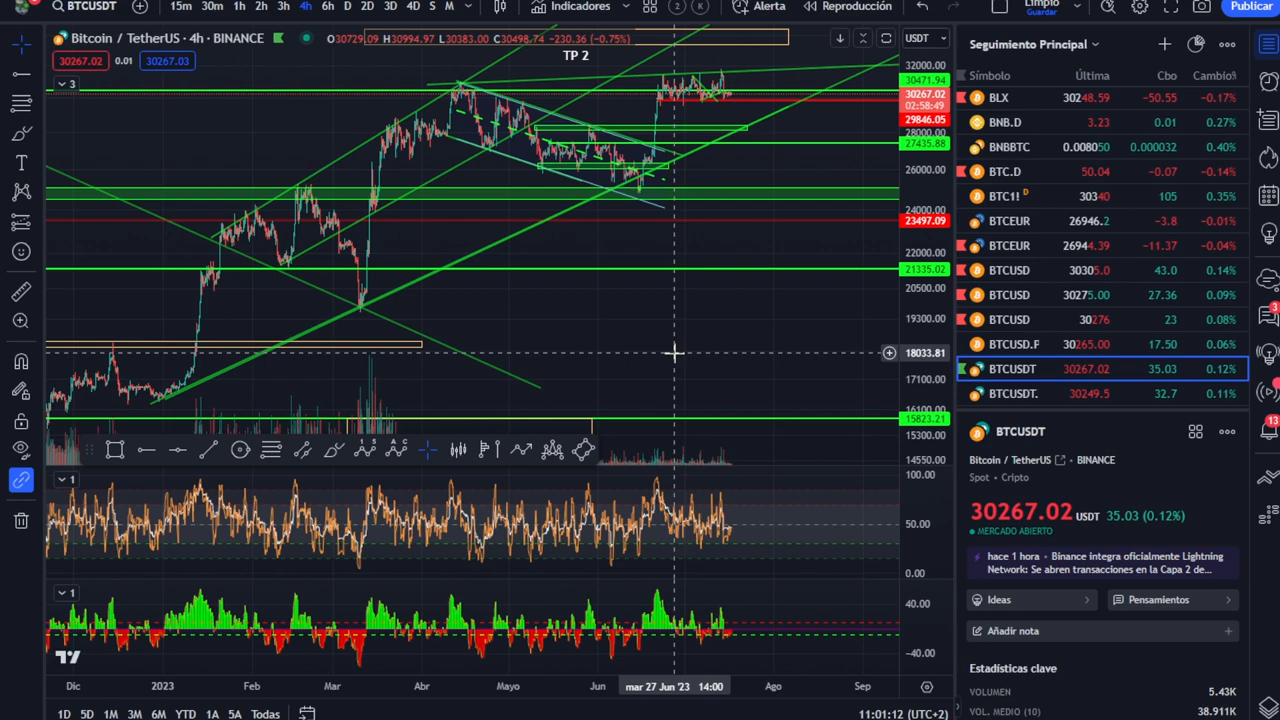 BTCUSDT
15m 30m 1h 2h 3h 4h 6h D 2D 3D 4D S M
Indicadores
2
K
Alerta
Reproducción
Limpio
Guardar
Publicar
Bitcoin / TetherUS · 4h · BINANCE
O30729.09 H30994.97 L30383.00 C30498.74 −230.36 (−0.75%)
30267.02 0.01 30267.03
3
TP 2
USDT
32000.00
30471.94
30267.02
02:58:49
29846.05
28000.00
27435.88
26000.00
24000.00
23497.09
22000.00
21335.02
20500.00
19300.00
18033.81
17100.00
16100.00
15823.21
15300.00
14550.00
1
100.00
50.00
0.00
1
40.00
−40.00
Dic 2023 Feb Mar Abr Mayo Jun mar 27 Jun '23 14:00 Ago Sep
1D 5D 1M 3M 6M YTD 1A 5A Todas
11:01:12 (UTC+2)
Seguimiento Principal
Símbolo Última Cbo Cambio%
BLX 30248.59 −50.55 −0.17%
BNB.D 3.23 0.01 0.27%
BNBBTC 0.008050 0.000032 0.40%
BTC.D 50.04 −0.07 −0.14%
BTC1! D 30340 105 0.35%
BTCEUR 26946.2 −3.8 −0.01%
BTCEUR 26944.39 −11.37 −0.04%
BTCUSD 30305.0 43.0 0.14%
BTCUSD 30275.00 27.36 0.09%
BTCUSD 30276 23 0.08%
BTCUSD.F 30265.00 17.50 0.06%
BTCUSDT 30267.02 35.03 0.12%
BTCUSDT. 30249.5 32.7 0.11%
BTCUSDT
Bitcoin / TetherUS · BINANCE
Spot · Cripto
30267.02 USDT 35.03 (0.12%)
MERCADO ABIERTO
hace 1 hora · Binance integra oficialmente Lightning
Network: Se abren transacciones en la Capa 2 de...
Ideas
Pensamientos
Añadir nota
Estadísticas clave
VOLUMEN 5.43K
VOL. MEDIO (10) 38.911K
3
13